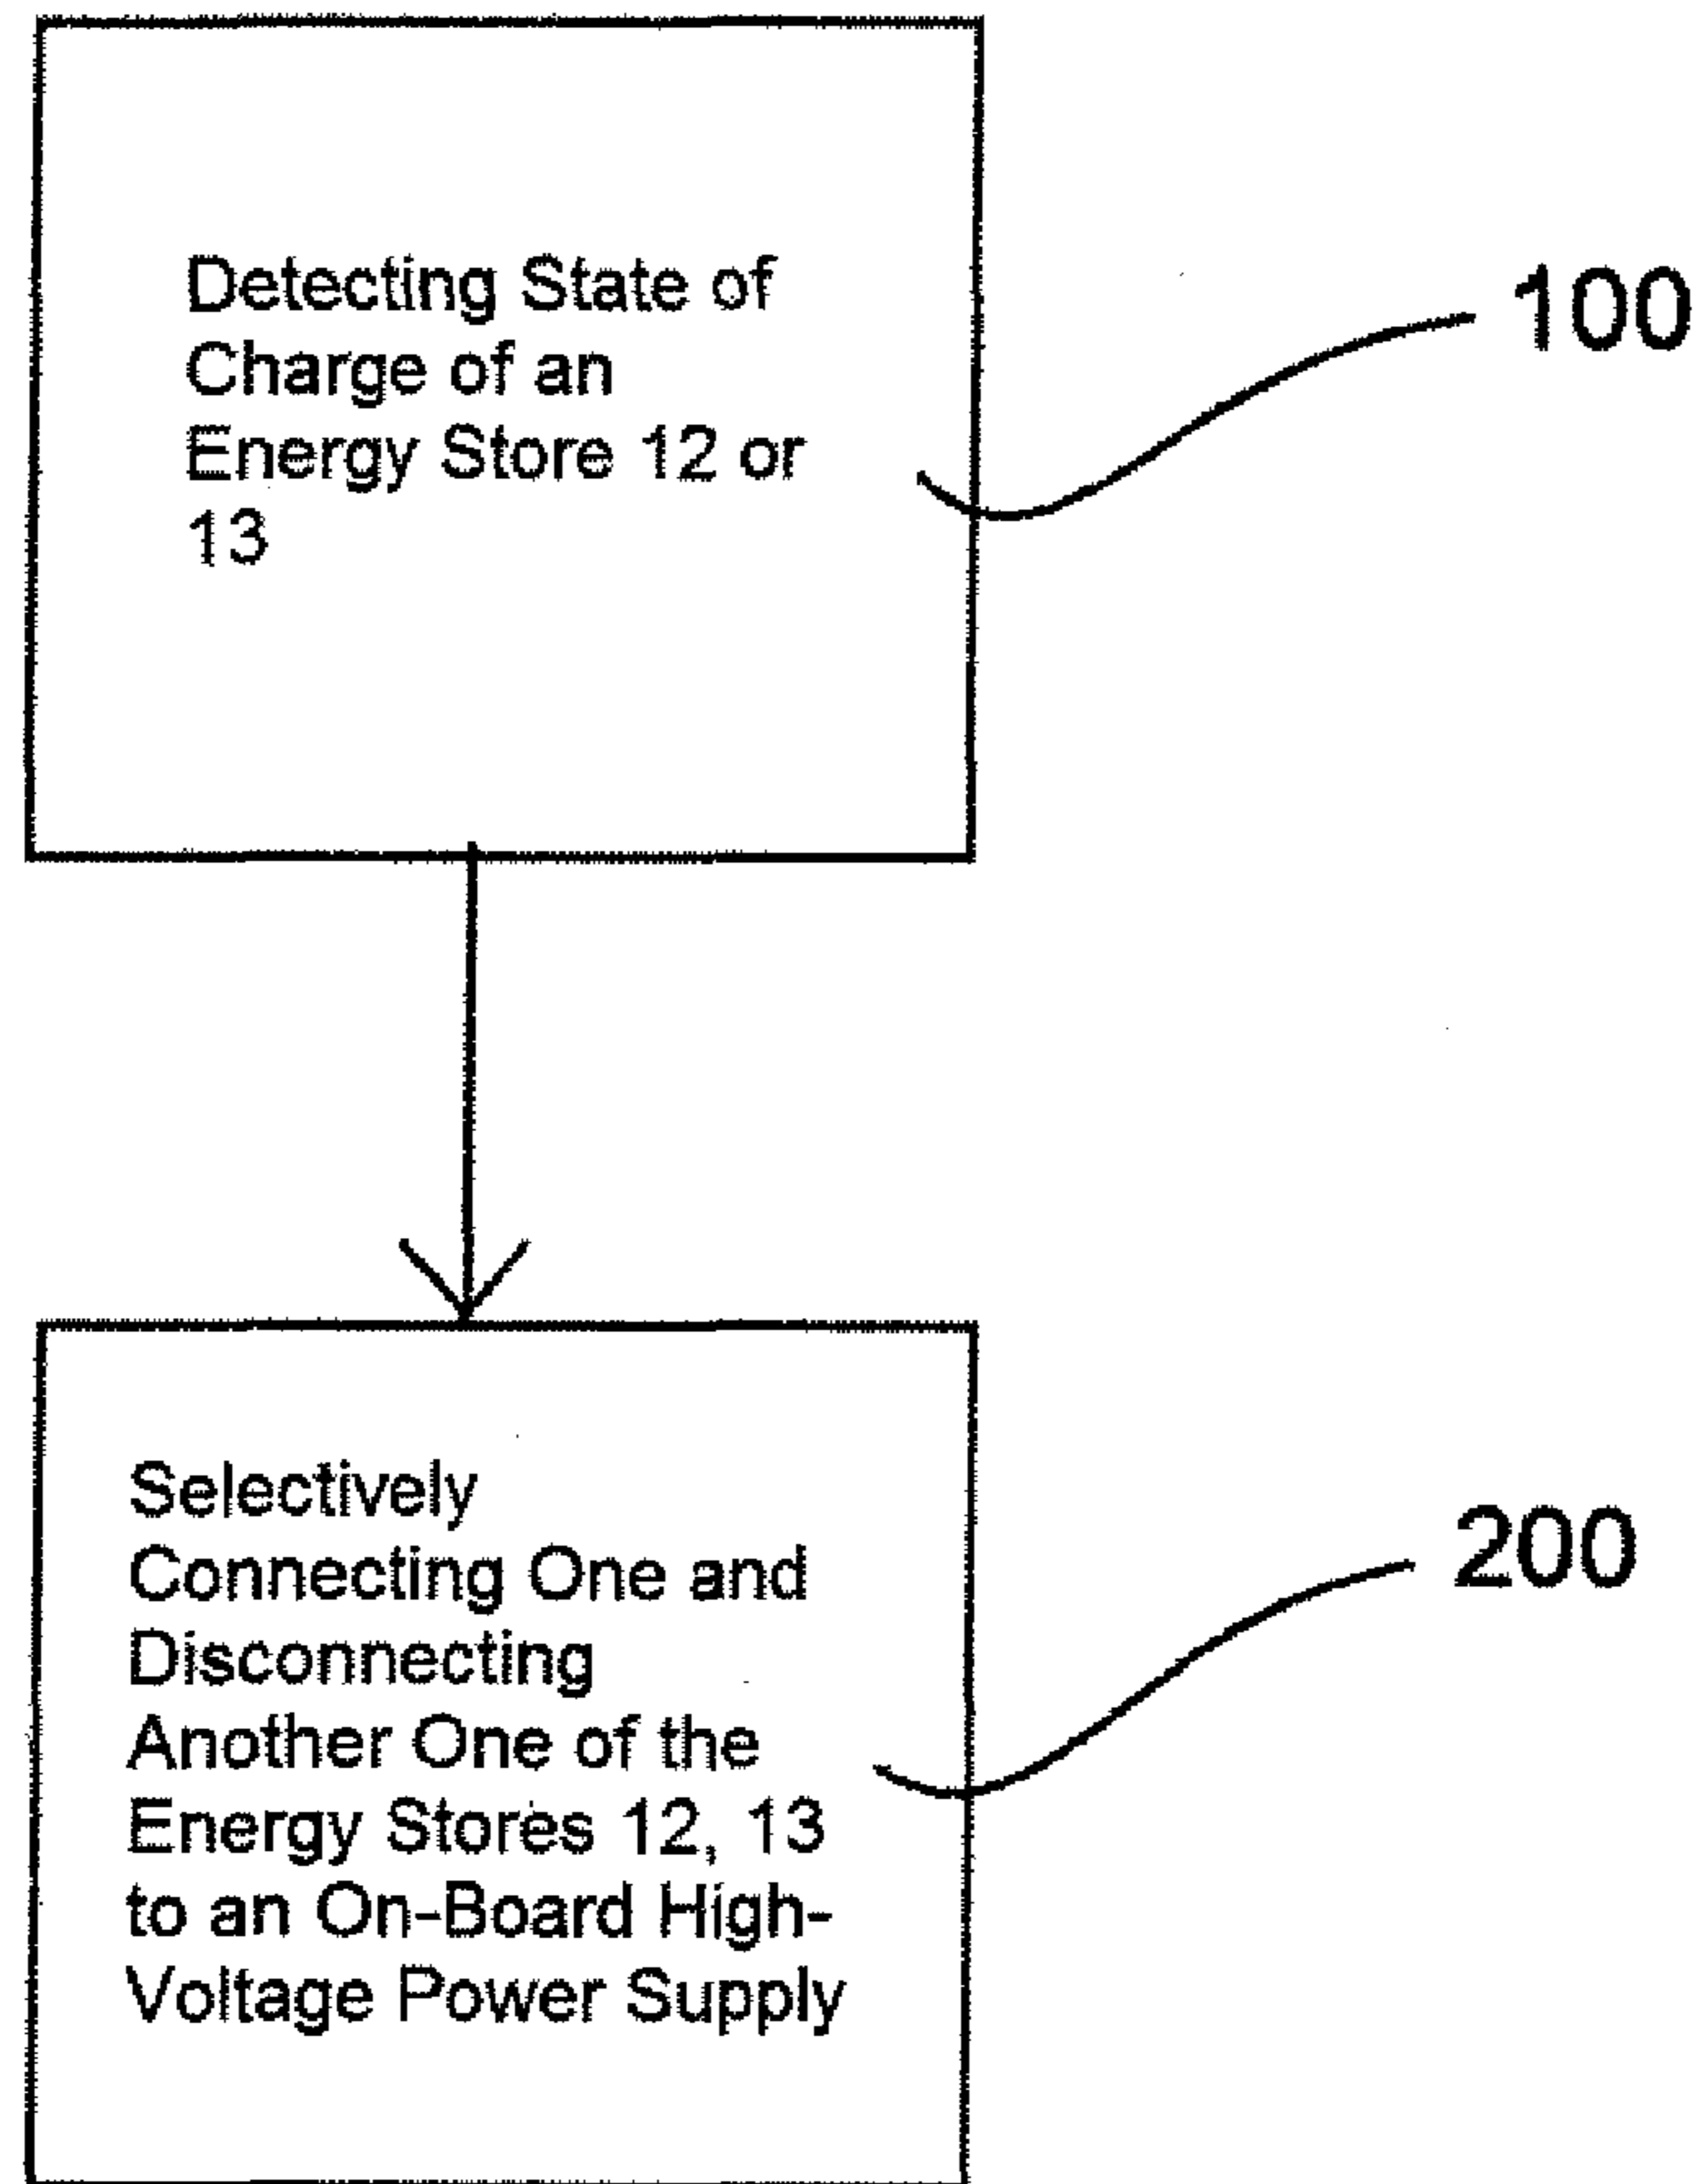 Detecting State of
Charge of an
Energy Store 12 or
13
100
Selectively
Connecting One and
Disconnecting
Another One of the
Energy Stores 12, 13
to an On-Board High-
Voltage Power Supply
200